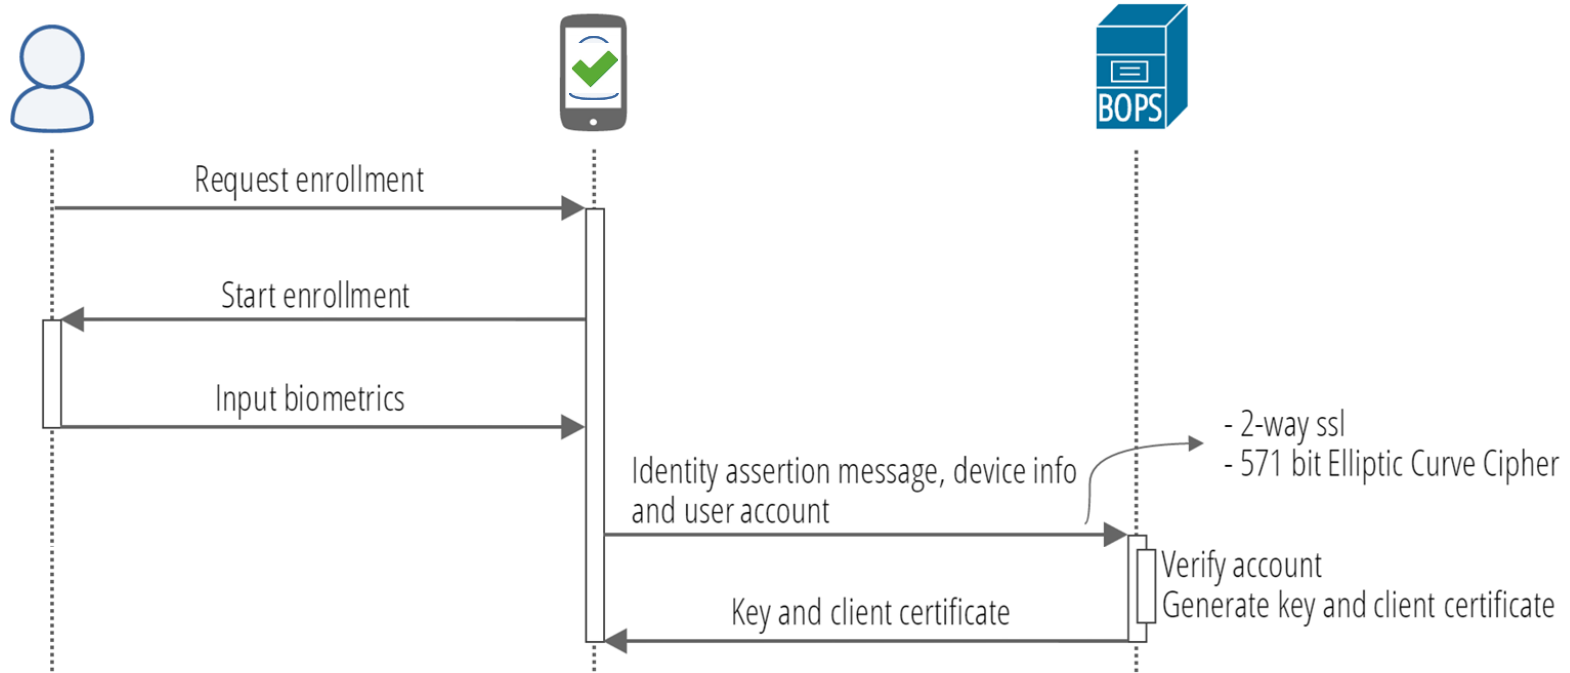 BOPS
Request enrollment
Start enrollment
Input biometrics
- 2-way ssl
- 571 bit Elliptic Curve Cipher
Identity assertion message, device info
and user account
Verify account
Generate key and client certificate
Key and client certificate